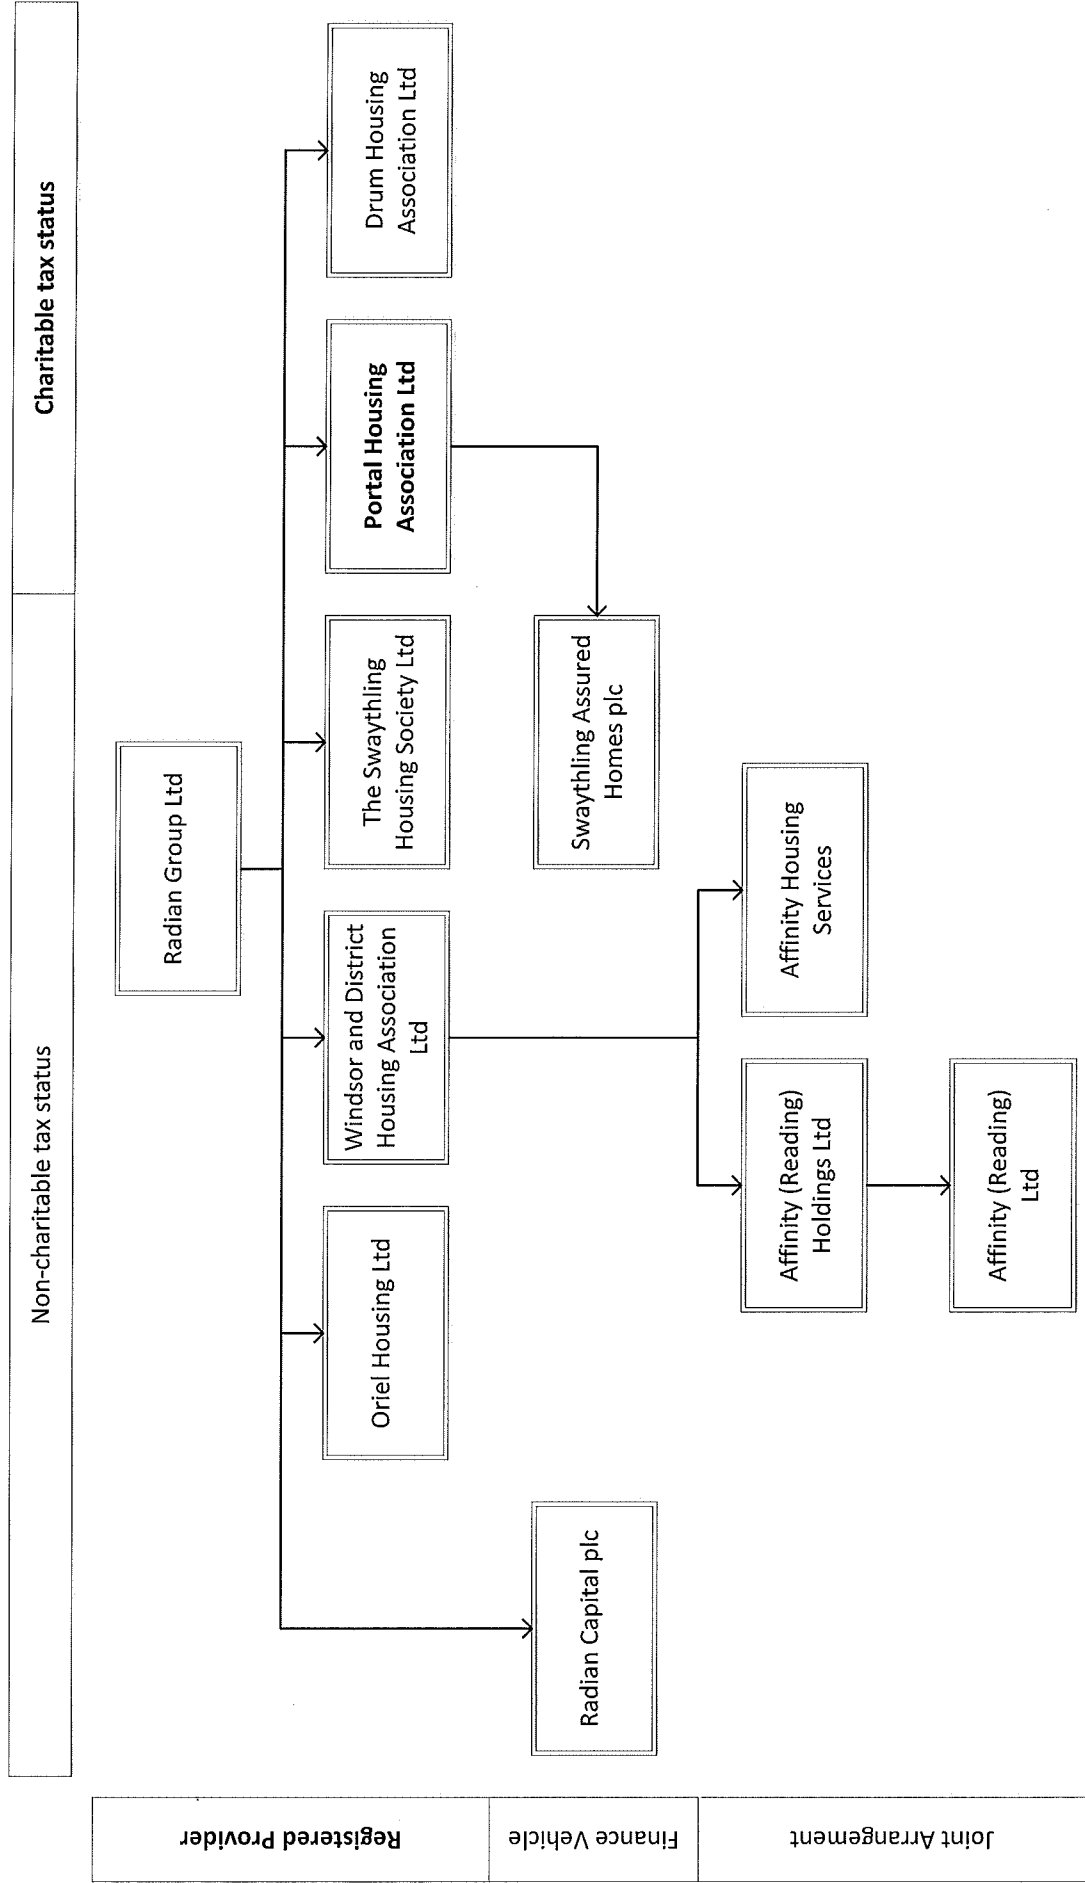 Non-charitable tax status
Charitable tax status
Registered Provider
Finance Vehicle
Joint Arrangement
Radian Group Ltd
Oriel Housing Ltd
Windsor and District
Housing Association
Ltd
The Swaythling
Housing Society Ltd
Portal Housing
Association Ltd
Drum Housing
Association Ltd
Radian Capital plc
Swaythling Assured
Homes plc
Affinity (Reading)
Holdings Ltd
Affinity Housing
Services
Affinity (Reading)
Ltd